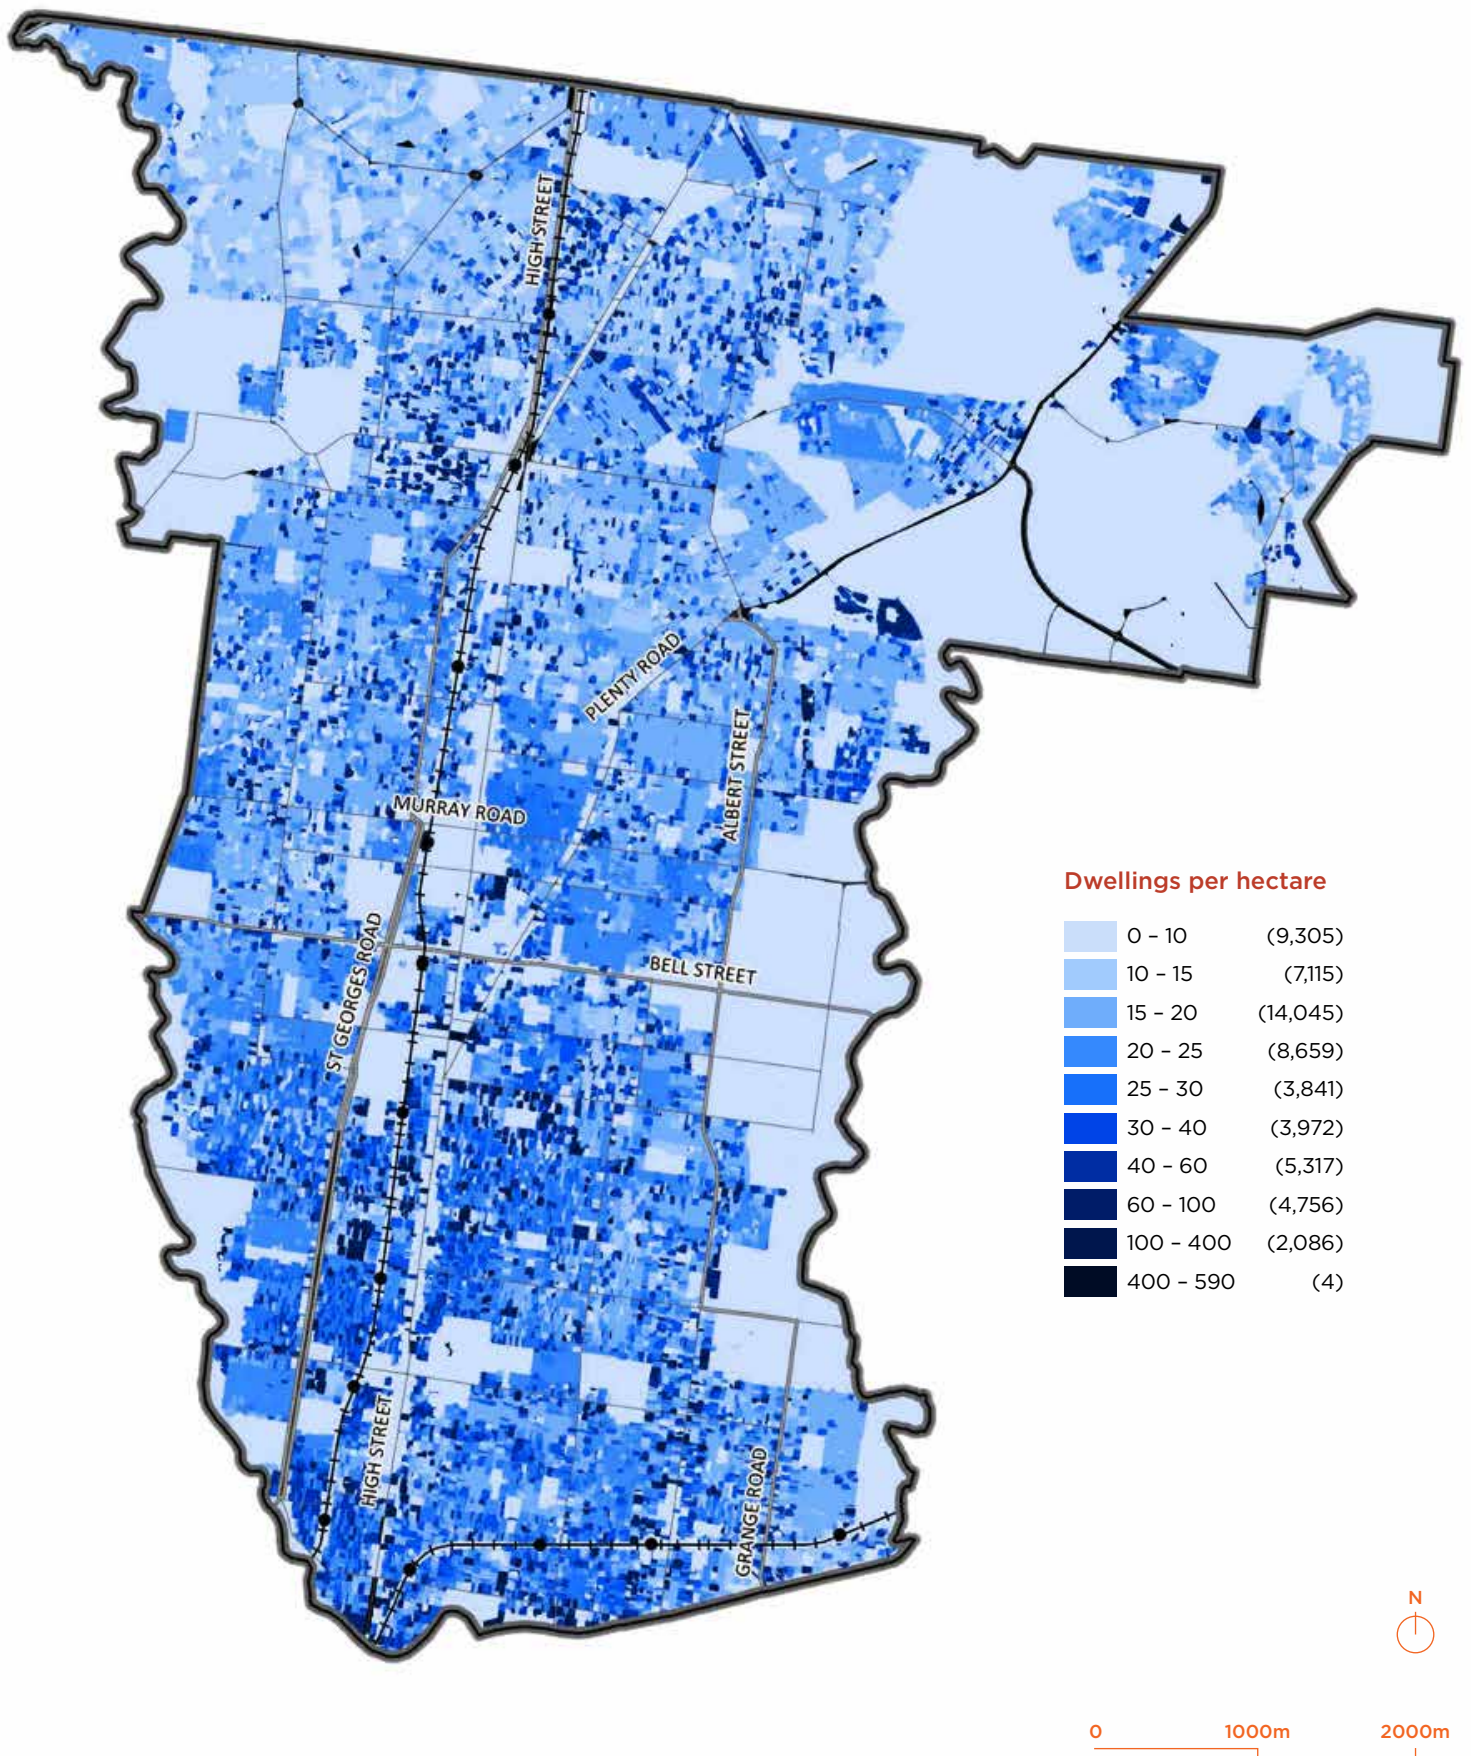 HIGH STREET
PLENTY ROAD
ALBERT STREET
MURRAY ROAD
ST GEORGES ROAD
BELL STREET
HIGH STREET
GRANGE ROAD
Dwellings per hectare
0 – 10 (9,305)
10 – 15 (7,115)
15 – 20 (14,045)
20 – 25 (8,659)
25 – 30 (3,841)
30 – 40 (3,972)
40 – 60 (5,317)
60 – 100 (4,756)
100 – 400 (2,086)
400 – 590 (4)
N
0 1000m 2000m